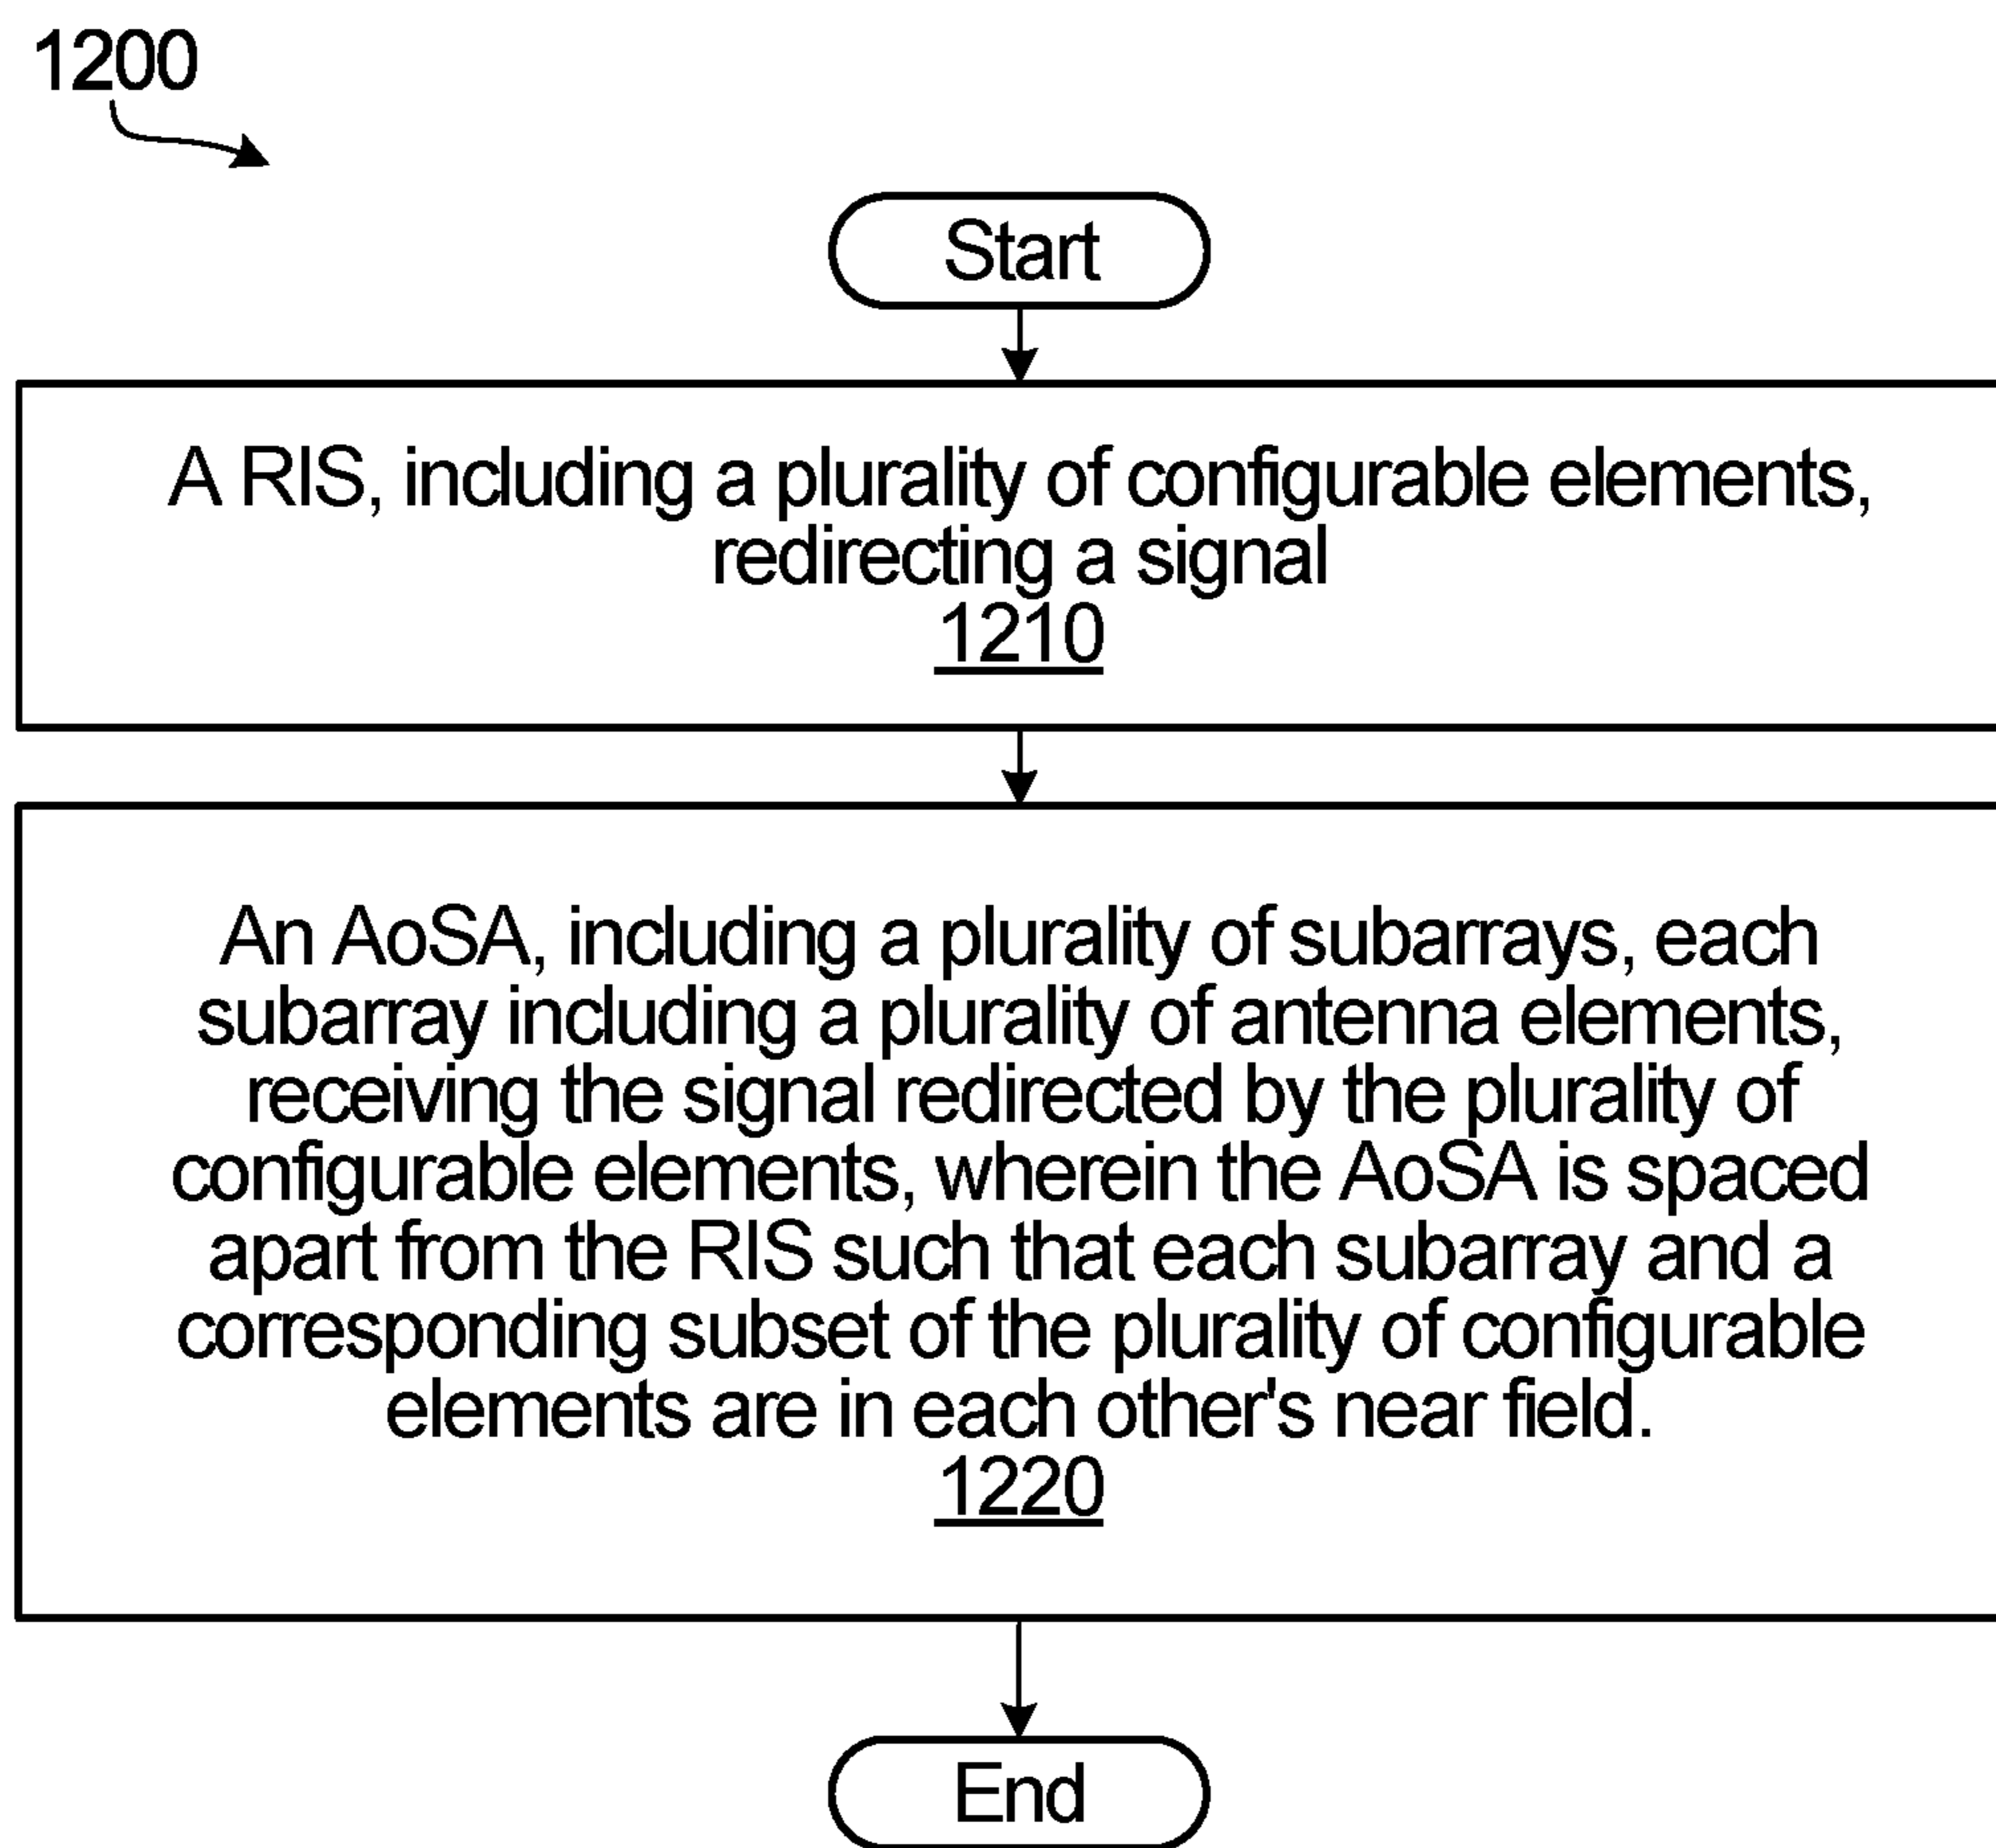 1200
Start
A RIS, including a plurality of configurable elements,
redirecting a signal
1210
An AoSA, including a plurality of subarrays, each
subarray including a plurality of antenna elements,
receiving the signal redirected by the plurality of
configurable elements, wherein the AoSA is spaced
apart from the RIS such that each subarray and a
corresponding subset of the plurality of configurable
elements are in each other's near field.
1220
End